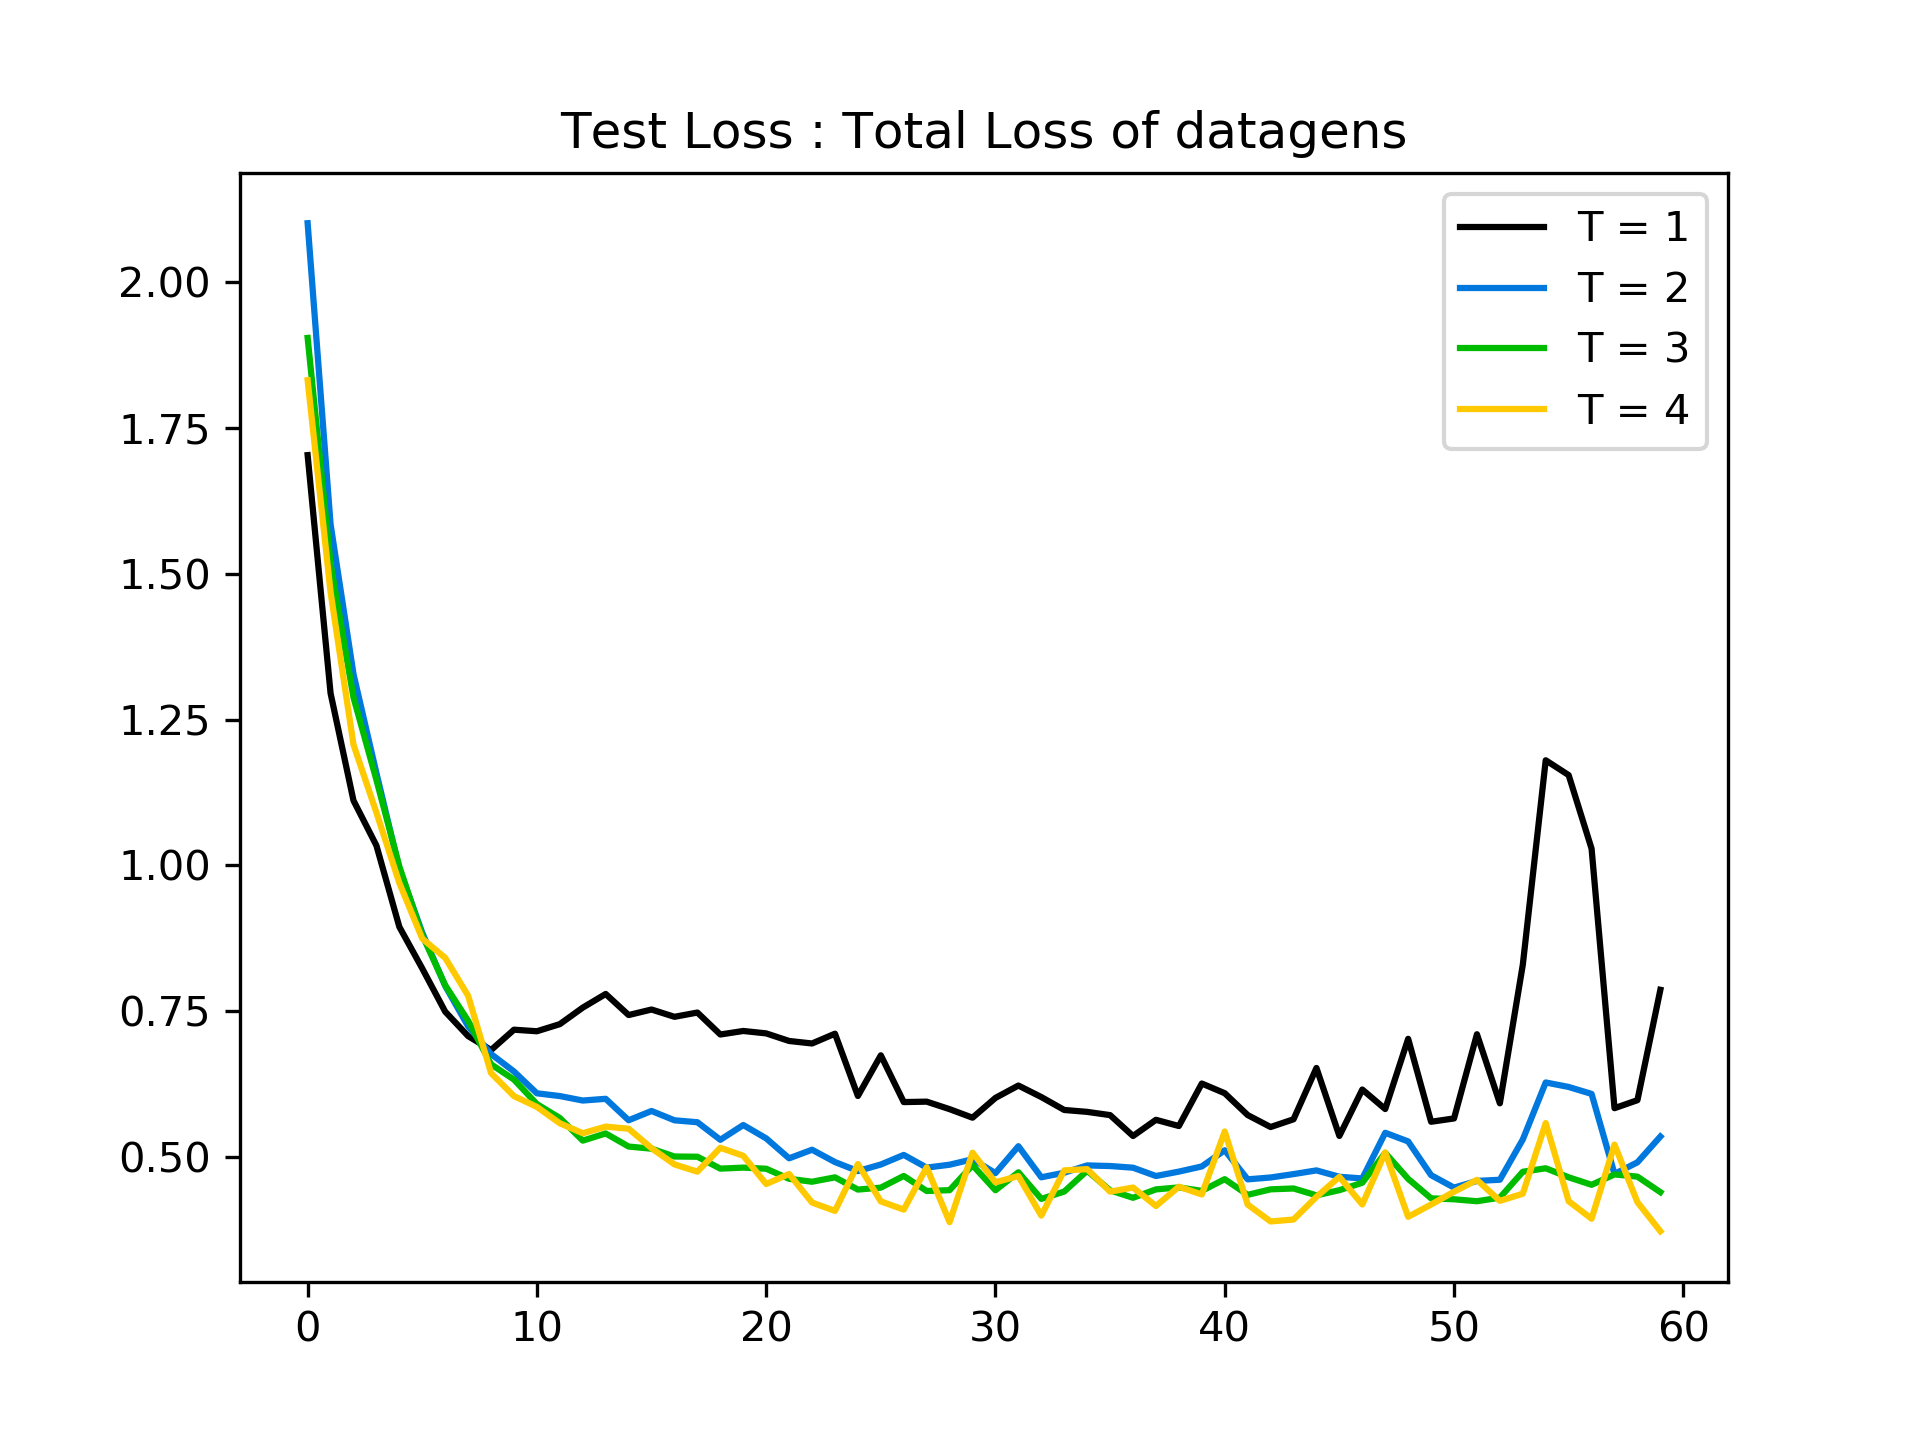 Test Loss : Total Loss of datagens
T = 1
T = 2
T = 3
T = 4
2.00
1.75
1.50
1.25
1.00
0.75
0.50
0 10 20 30 40 50 60